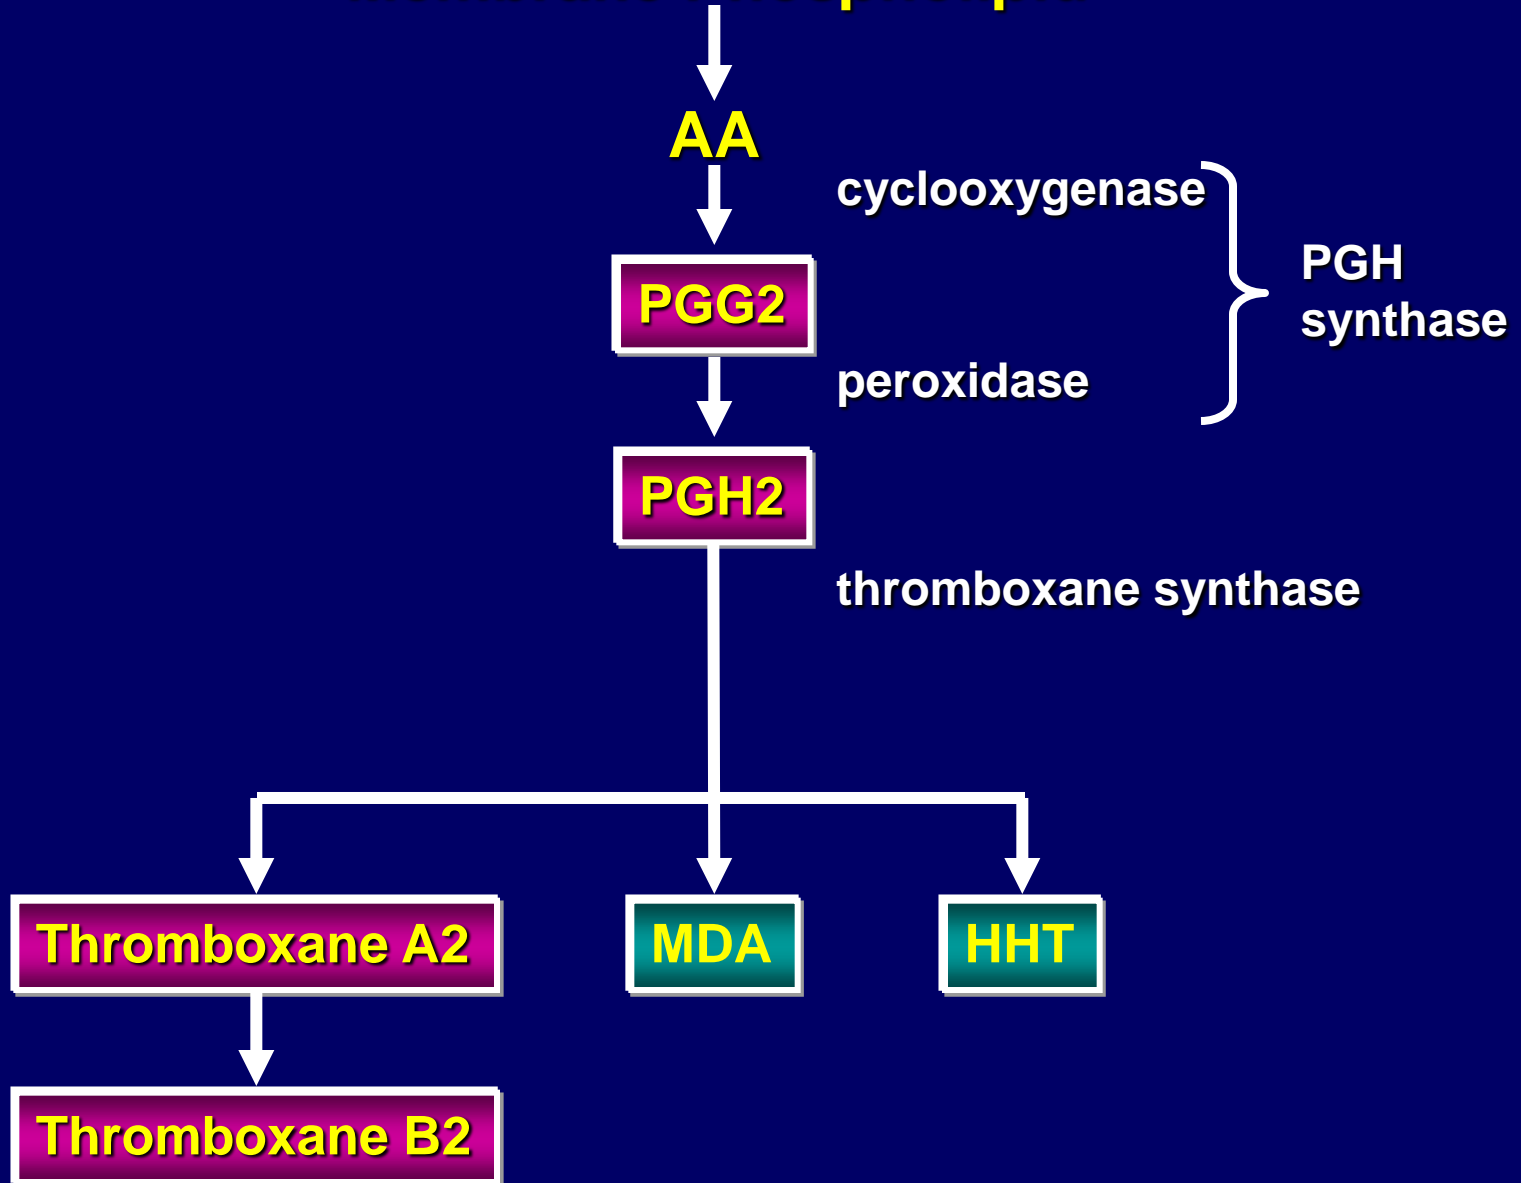 AA
cyclooxygenase
PGH
synthase
PGG2
peroxidase
PGH2
thromboxane synthase
Thromboxane A2
MDA
HHT
Thromboxane B2